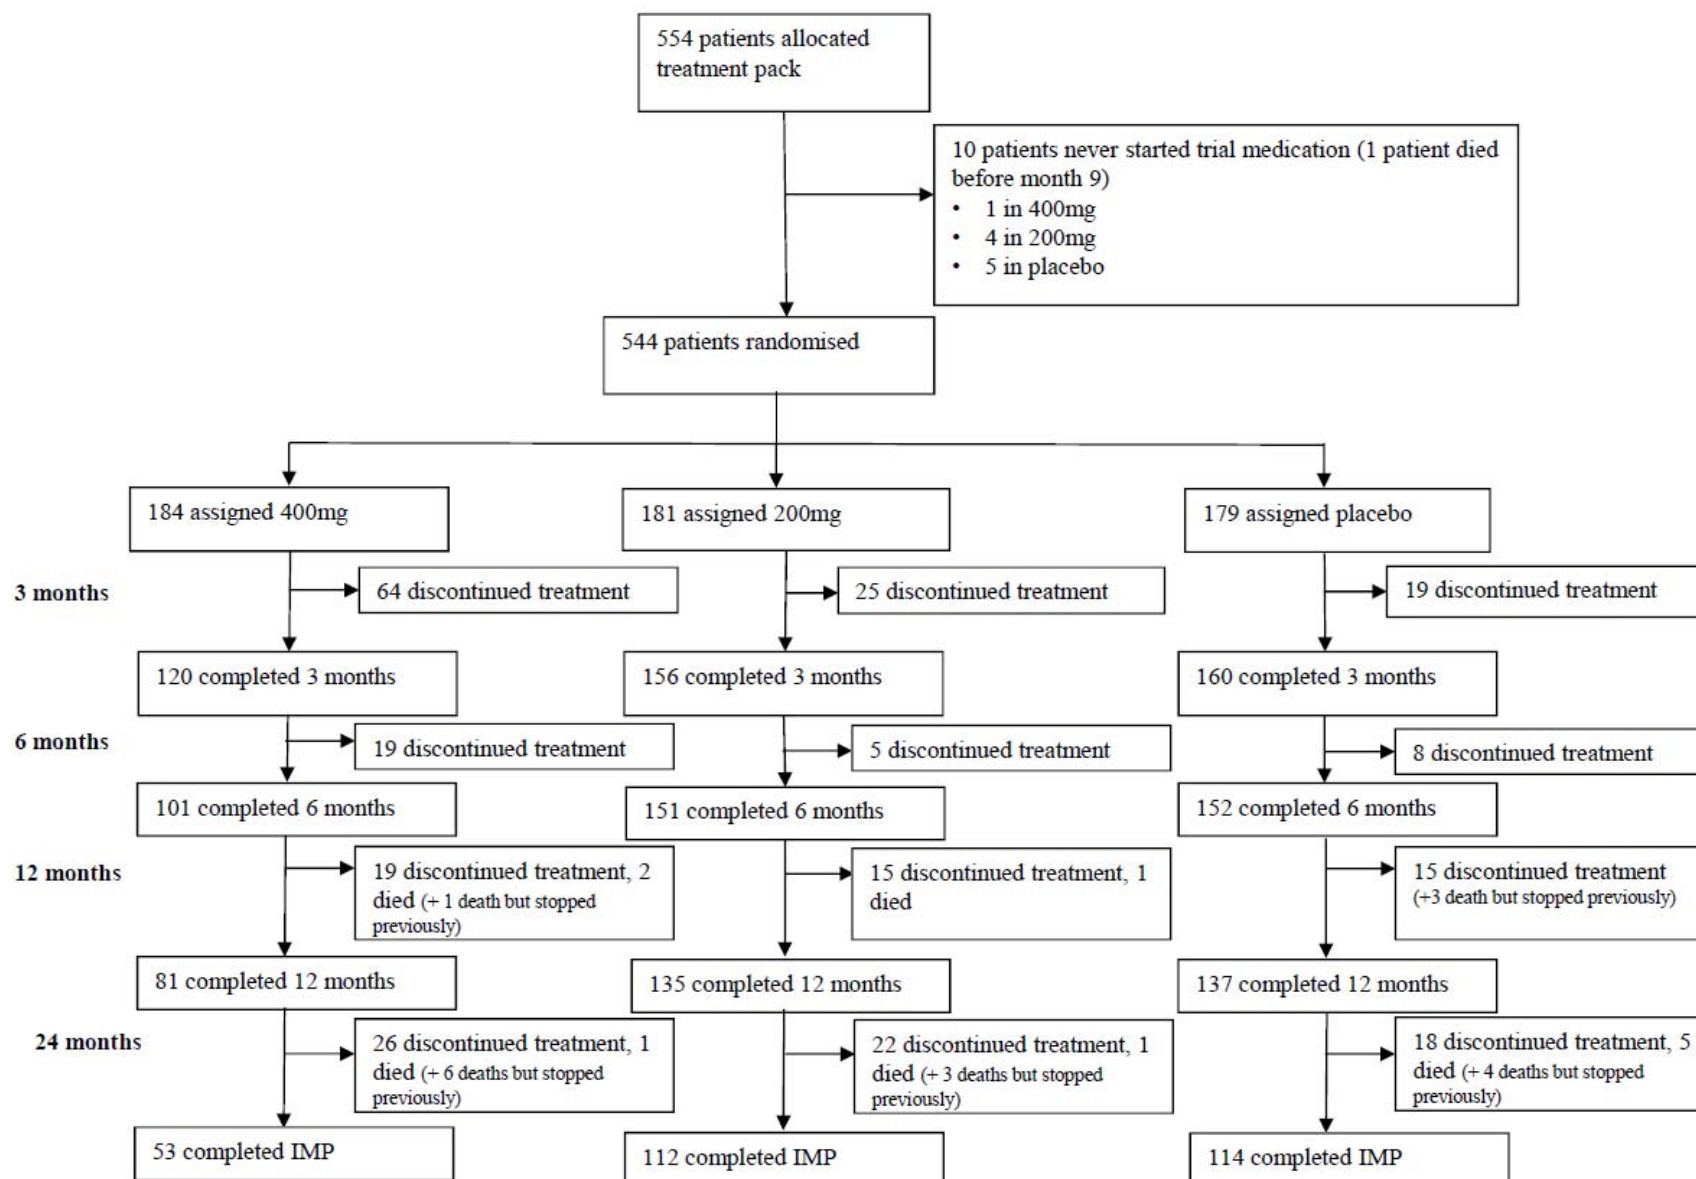 554 patients allocated
treatment pack
10 patients never started trial medication (1 patient died
before month 9)
• 1 in 400mg
• 4 in 200mg
• 5 in placebo
544 patients randomised
184 assigned 400mg
181 assigned 200mg
179 assigned placebo
3 months
64 discontinued treatment
25 discontinued treatment
19 discontinued treatment
120 completed 3 months
156 completed 3 months
160 completed 3 months
6 months
19 discontinued treatment
5 discontinued treatment
8 discontinued treatment
101 completed 6 months
151 completed 6 months
152 completed 6 months
12 months
19 discontinued treatment, 2
died (+ 1 death but stopped
previously)
15 discontinued treatment, 1
died
15 discontinued treatment
(+3 death but stopped previously)
81 completed 12 months
135 completed 12 months
137 completed 12 months
24 months
26 discontinued treatment, 1
died (+ 6 deaths but stopped
previously)
22 discontinued treatment, 1
died (+ 3 deaths but stopped
previously)
18 discontinued treatment, 5
died (+ 4 deaths but stopped
previously)
53 completed IMP
112 completed IMP
114 completed IMP